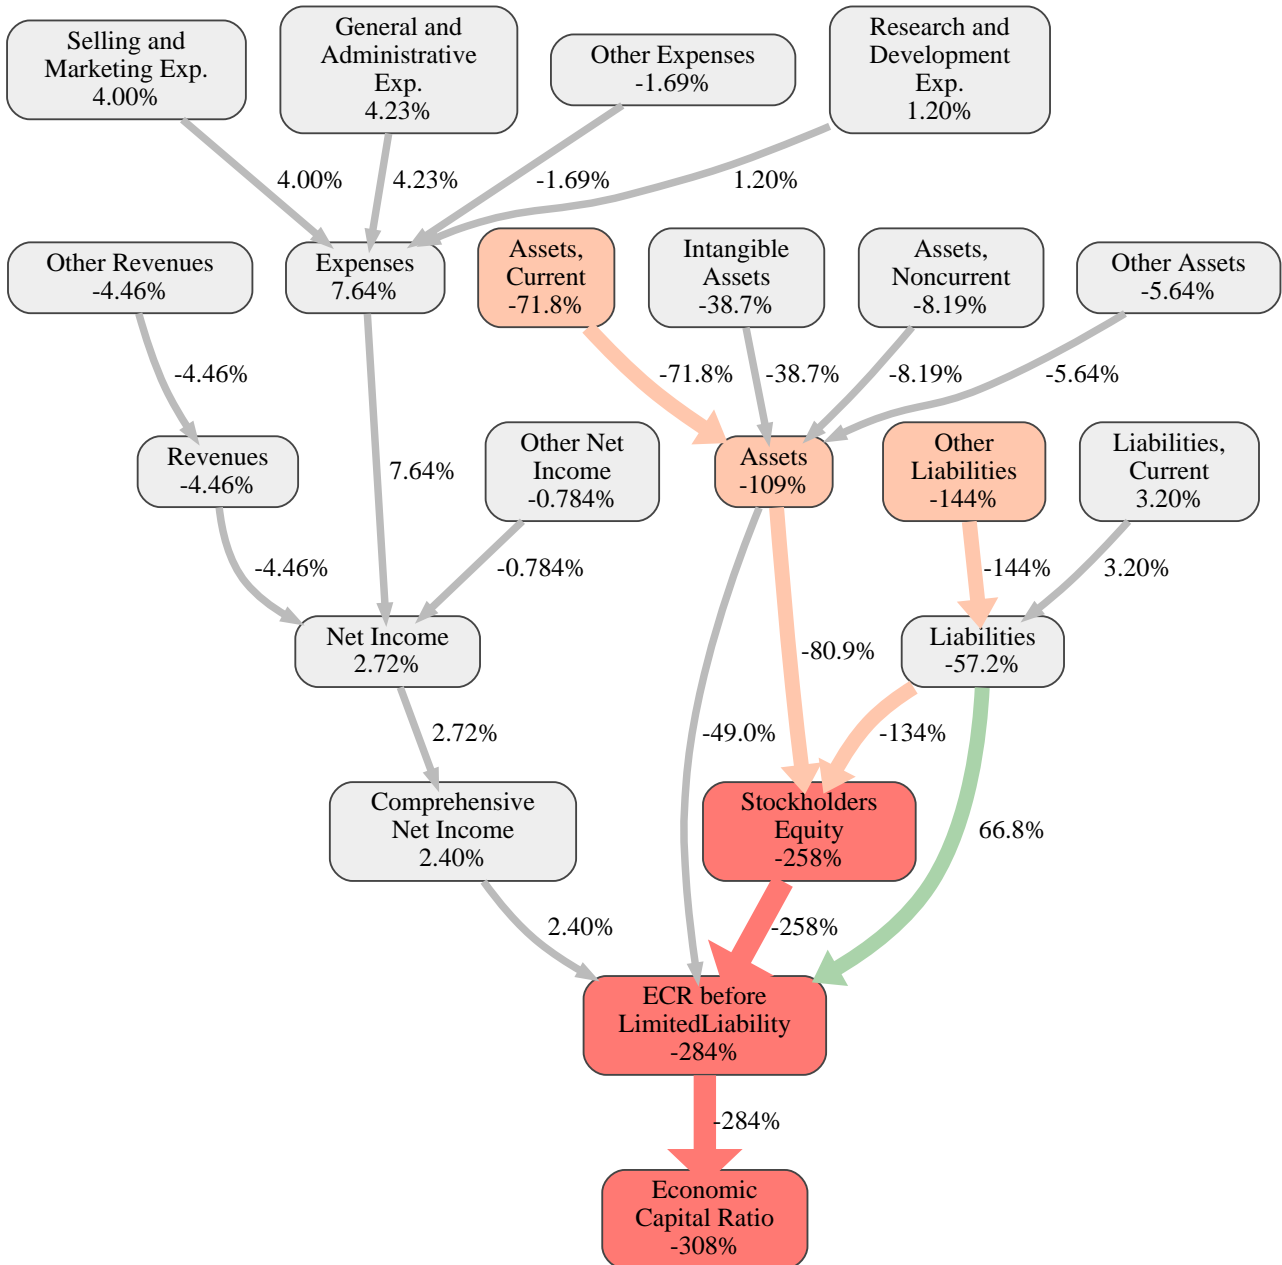 Selling and
Marketing Exp.
4.00%
General and
Administrative
Exp.
4.23%
Other Expenses
-1.69%
Research and
Development
Exp.
1.20%
4.00%
4.23%
-1.69%
1.20%
Other Revenues
-4.46%
Expenses
7.64%
Assets,
Current
-71.8%
Intangible
Assets
-38.7%
Assets,
Noncurrent
-8.19%
Other Assets
-5.64%
-4.46%
-71.8%
-38.7%
-8.19%
-5.64%
Revenues
-4.46%
7.64%
Other Net
Income
-0.784%
Assets
-109%
Other
Liabilities
-144%
Liabilities,
Current
3.20%
-4.46%
-0.784%
-144%
3.20%
Net Income
2.72%
-80.9%
Liabilities
-57.2%
2.72%
-49.0%
-134%
Comprehensive
Net Income
2.40%
Stockholders
Equity
-258%
66.8%
2.40%
-258%
ECR before
LimitedLiability
-284%
-284%
Economic
Capital Ratio
-308%